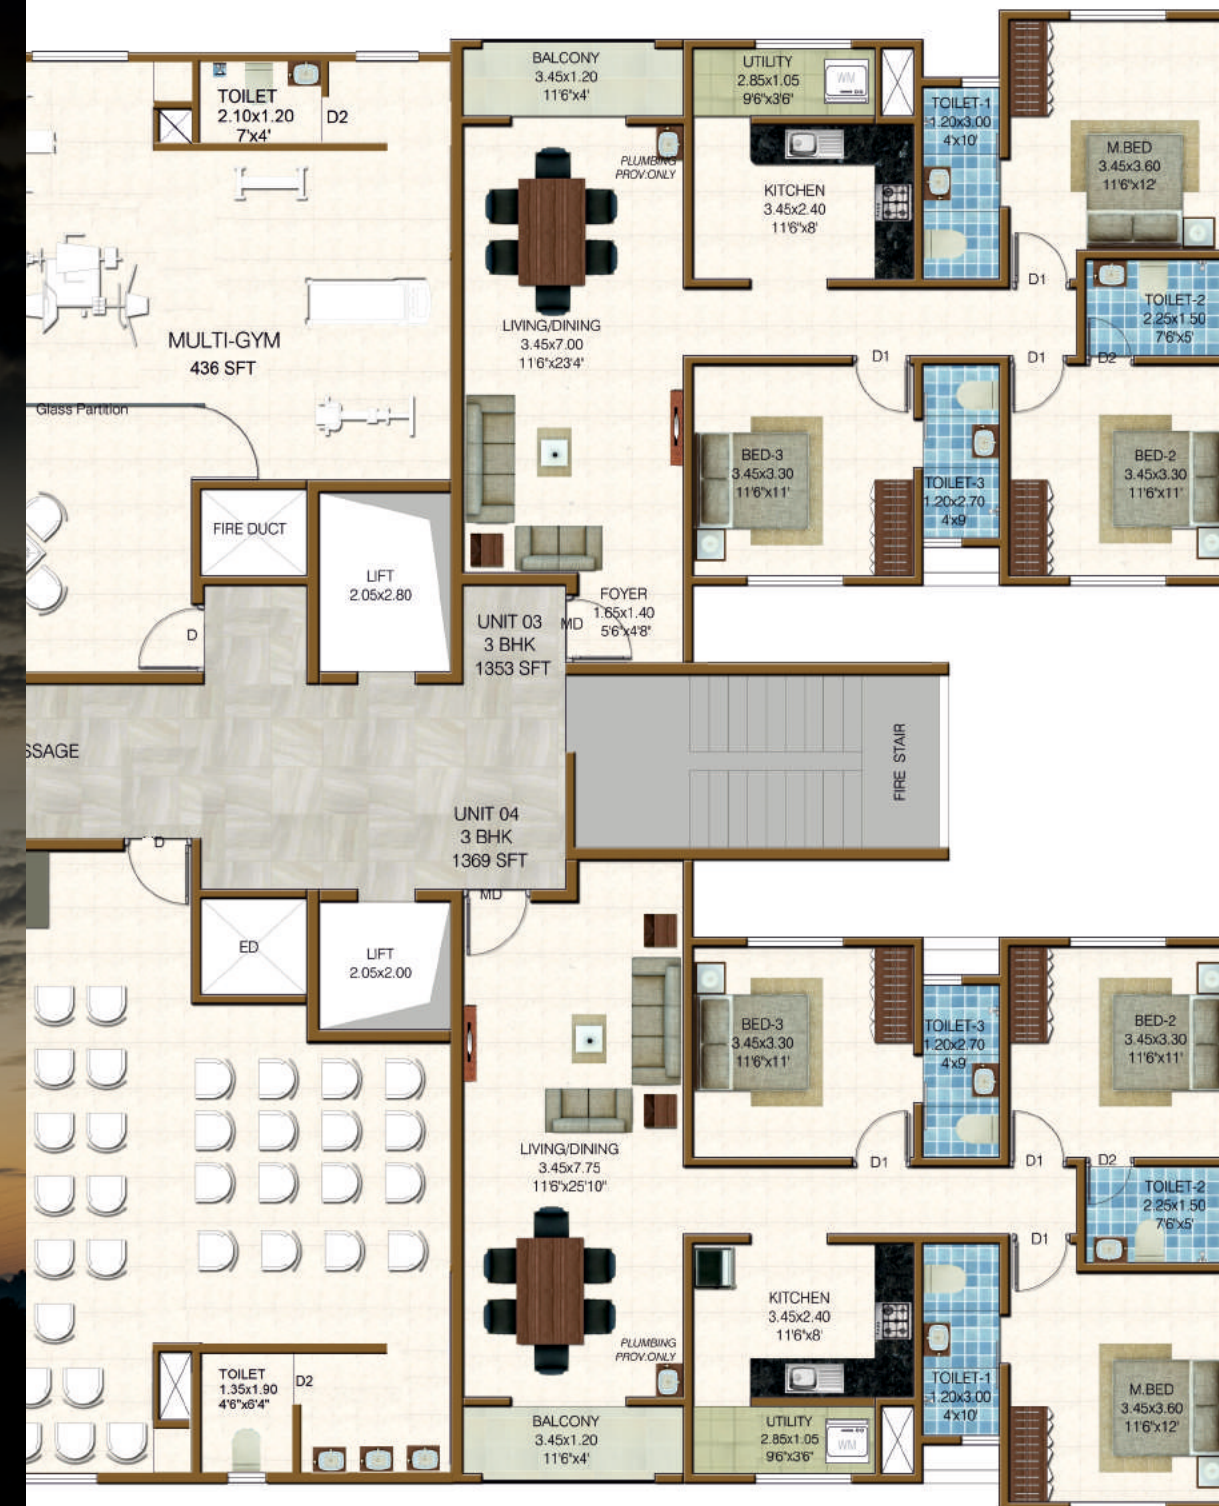 BALCONY
3.45x1.20
11'6"x4'
UTILITY
2.85x1.05
9'6"x3'6"
WM
TOILET
2.10x1.20
7'x4'
D2
TOILET-1
1.20x3.00
4'x10'
M.BED
3.45x3.60
11'6"x12'
PLUMBING
PROV.ONLY
KITCHEN
3.45x2.40
11'6"x8'
D1
TOILET-2
2.25x1.50
7'6"x5'
MULTI-GYM
436 SFT
LIVING/DINING
3.45x7.00
11'6"x23'4"
D1
D1
D2
Glass Partition
BED-3
3.45x3.30
11'6"x11'
TOILET-3
1.20x2.70
4'x9'
BED-2
3.45x3.30
11'6"x11'
FIRE DUCT
LIFT
2.05x2.80
FOYER
1.65x1.40
5'6"x4'8"
UNIT 03
3 BHK
1353 SFT
MD
D
SSAGE
FIRE STAIR
UNIT 04
3 BHK
1369 SFT
D
MD
ED
LIFT
2.05x2.00
BED-3
3.45x3.30
11'6"x11'
TOILET-3
1.20x2.70
4'x9'
BED-2
3.45x3.30
11'6"x11'
LIVING/DINING
3.45x7.75
11'6"x25'10"
D1
D1
D2
TOILET-2
2.25x1.50
7'6"x5'
D1
KITCHEN
3.45x2.40
11'6"x8'
PLUMBING
PROV.ONLY
TOILET
1.35x1.90
4'6"x6'4"
D2
TOILET-1
1.20x3.00
4'x10'
M.BED
3.45x3.60
11'6"x12'
BALCONY
3.45x1.20
11'6"x4'
UTILITY
2.85x1.05
9'6"x3'6"
WM